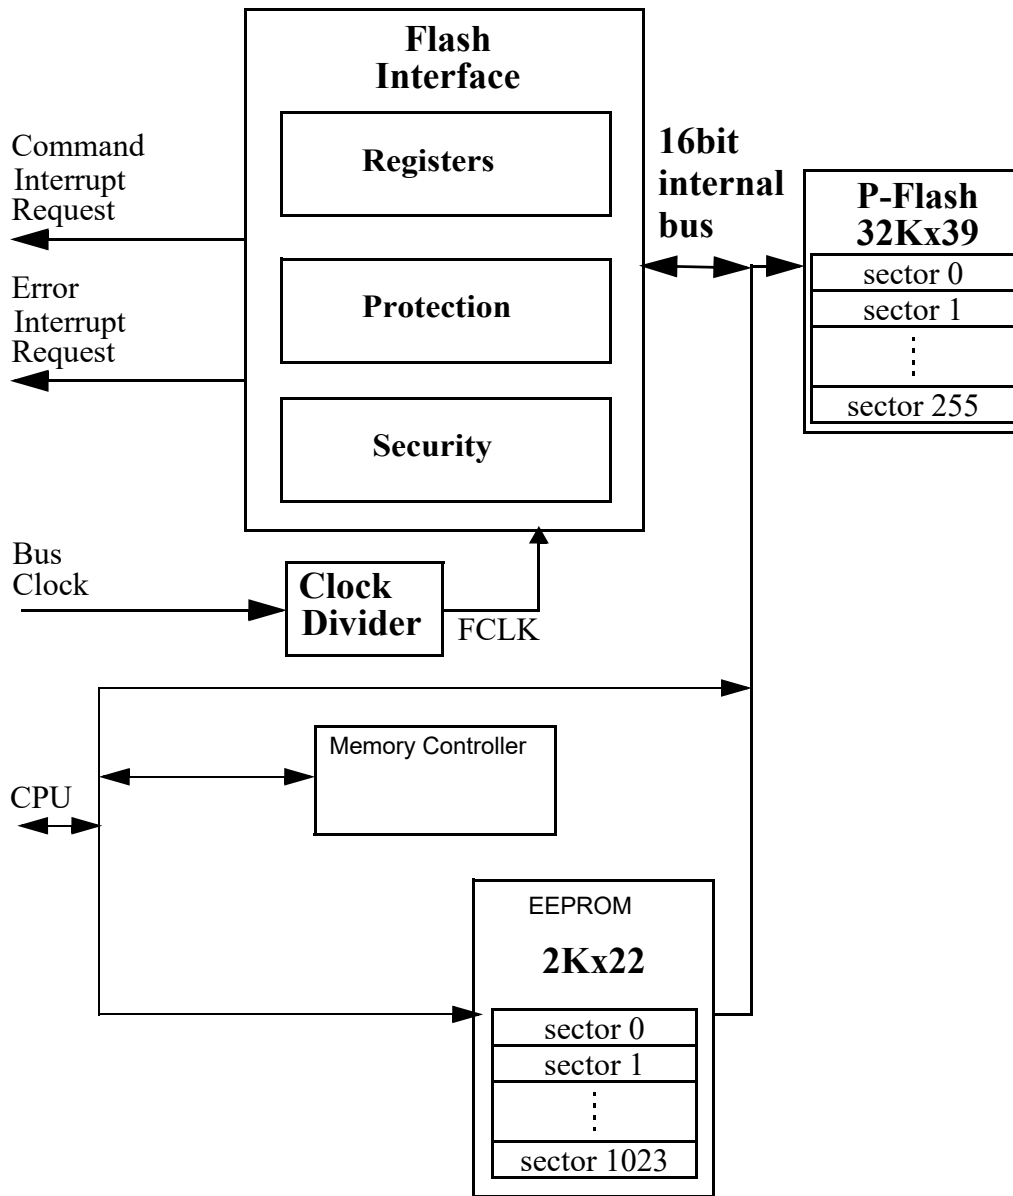 Flash
Interface
Registers
Protection
Security
Command
Interrupt
Request
Error
Interrupt
Request
16bit
internal
bus
P-Flash
32Kx39
sector 0
sector 1
sector 255
Bus
Clock
Clock
Divider
FCLK
Memory Controller
CPU
EEPROM
2Kx22
sector 0
sector 1
sector 1023